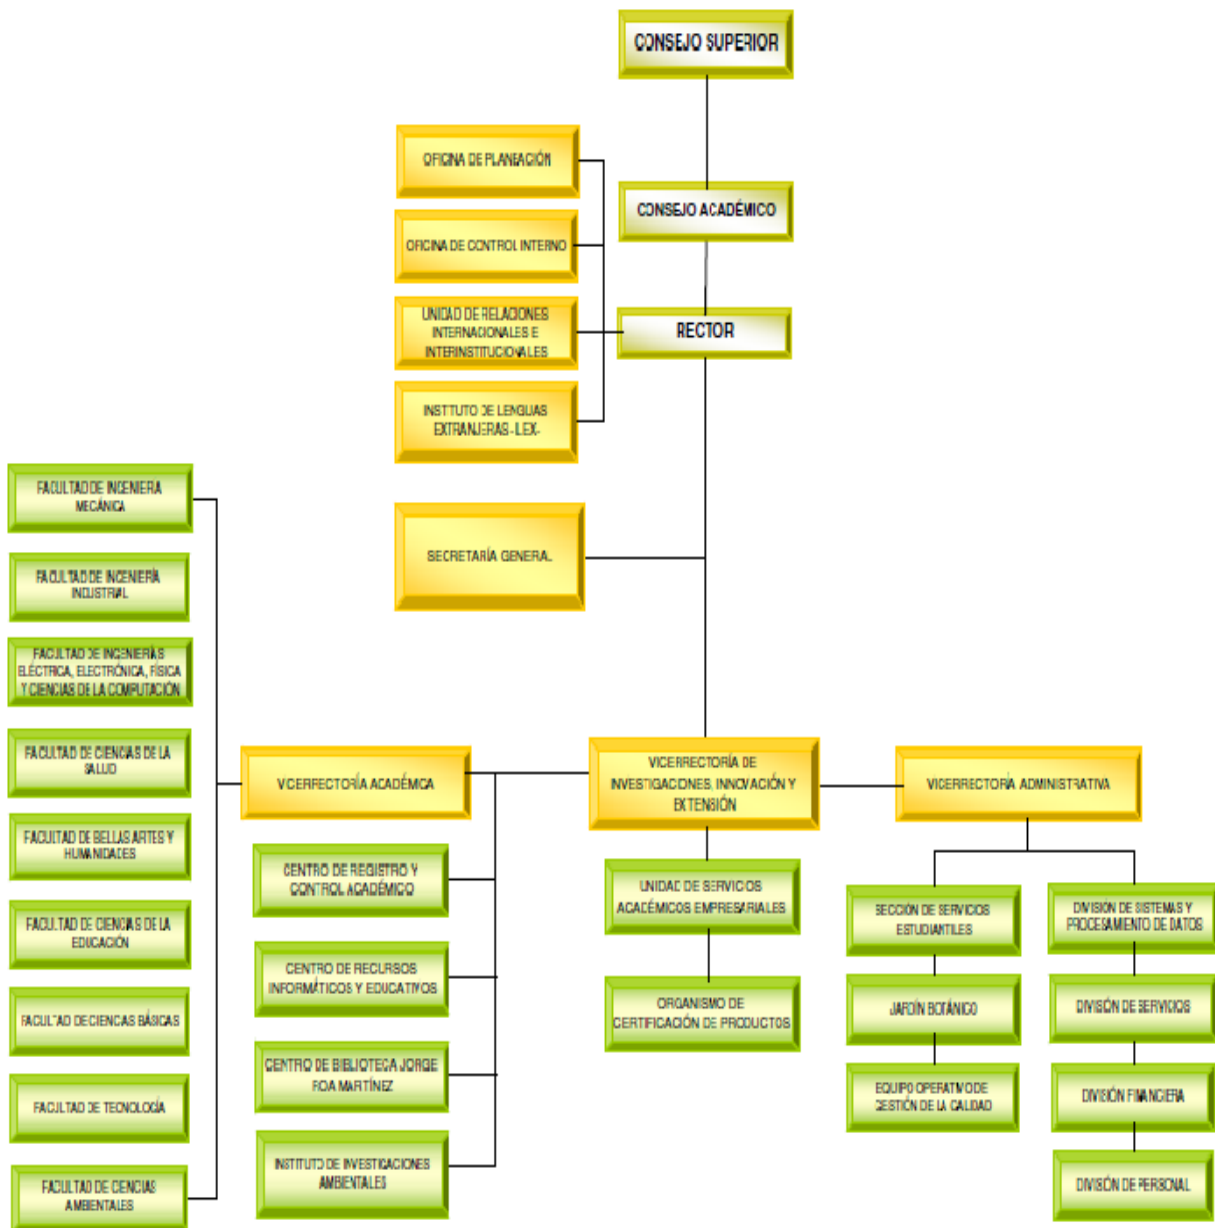 CONSEJO SUPERIOR
OFICINA DE PLANEACIÓN
CONSEJO ACADÉMICO
OFICINA DE CONTROL INTERNO
UNIDAD DE RELACIONES
INTERNACIONALES E
INTERINSTITUCIONALES
RECTOR
INSTITUTO DE LENGUAS
EXTRANJERAS -ILEX-
SECRETARÍA GENERAL
FACULTAD DE INGENIERIA
MECÁNICA
FACULTAD DE INGENIERÍA
INDUSTRIAL
FACULTAD DE INGENIERÍAS
ELÉCTRICA, ELECTRÓNICA, FÍSICA
Y CIENCIAS DE LA COMPUTACIÓN
FACULTAD DE CIENCIAS DE LA
SALUD
FACULTAD DE BELLAS ARTES Y
HUMANIDADES
FACULTAD DE CIENCIAS DE LA
EDUCACIÓN
FACULTAD DE CIENCIAS BÁSICAS
FACULTAD DE TECNOLOGÍA
FACULTAD DE CIENCIAS
AMBIENTALES
VICERRECTORÍA ACADÉMICA
CENTRO DE REGISTRO Y
CONTROL ACADÉMICO
CENTRO DE RECURSOS
INFORMÁTICOS Y EDUCATIVOS
CENTRO DE BIBLIOTECA JORGE
ROA MARTÍNEZ
INSTITUTO DE INVESTIGACIONES
AMBIENTALES
VICERRECTORÍA DE
INVESTIGACIONES, INNOVACIÓN Y
EXTENSIÓN
UNIDAD DE SERVICIOS
ACADÉMICOS EMPRESARIALES
ORGANISMO DE
CERTIFICACIÓN DE PRODUCTOS
VICERRECTORÍA ADMINISTRATIVA
SECCIÓN DE SERVICIOS
ESTUDIANTILES
JARDÍN BOTÁNICO
EQUIPO OPERATIVO DE
GESTIÓN DE LA CALIDAD
DIVISIÓN DE SISTEMAS Y
PROCESAMIENTO DE DATOS
DIVISIÓN DE SERVICIOS
DIVISIÓN FINANCIERA
DIVISIÓN DE PERSONAL